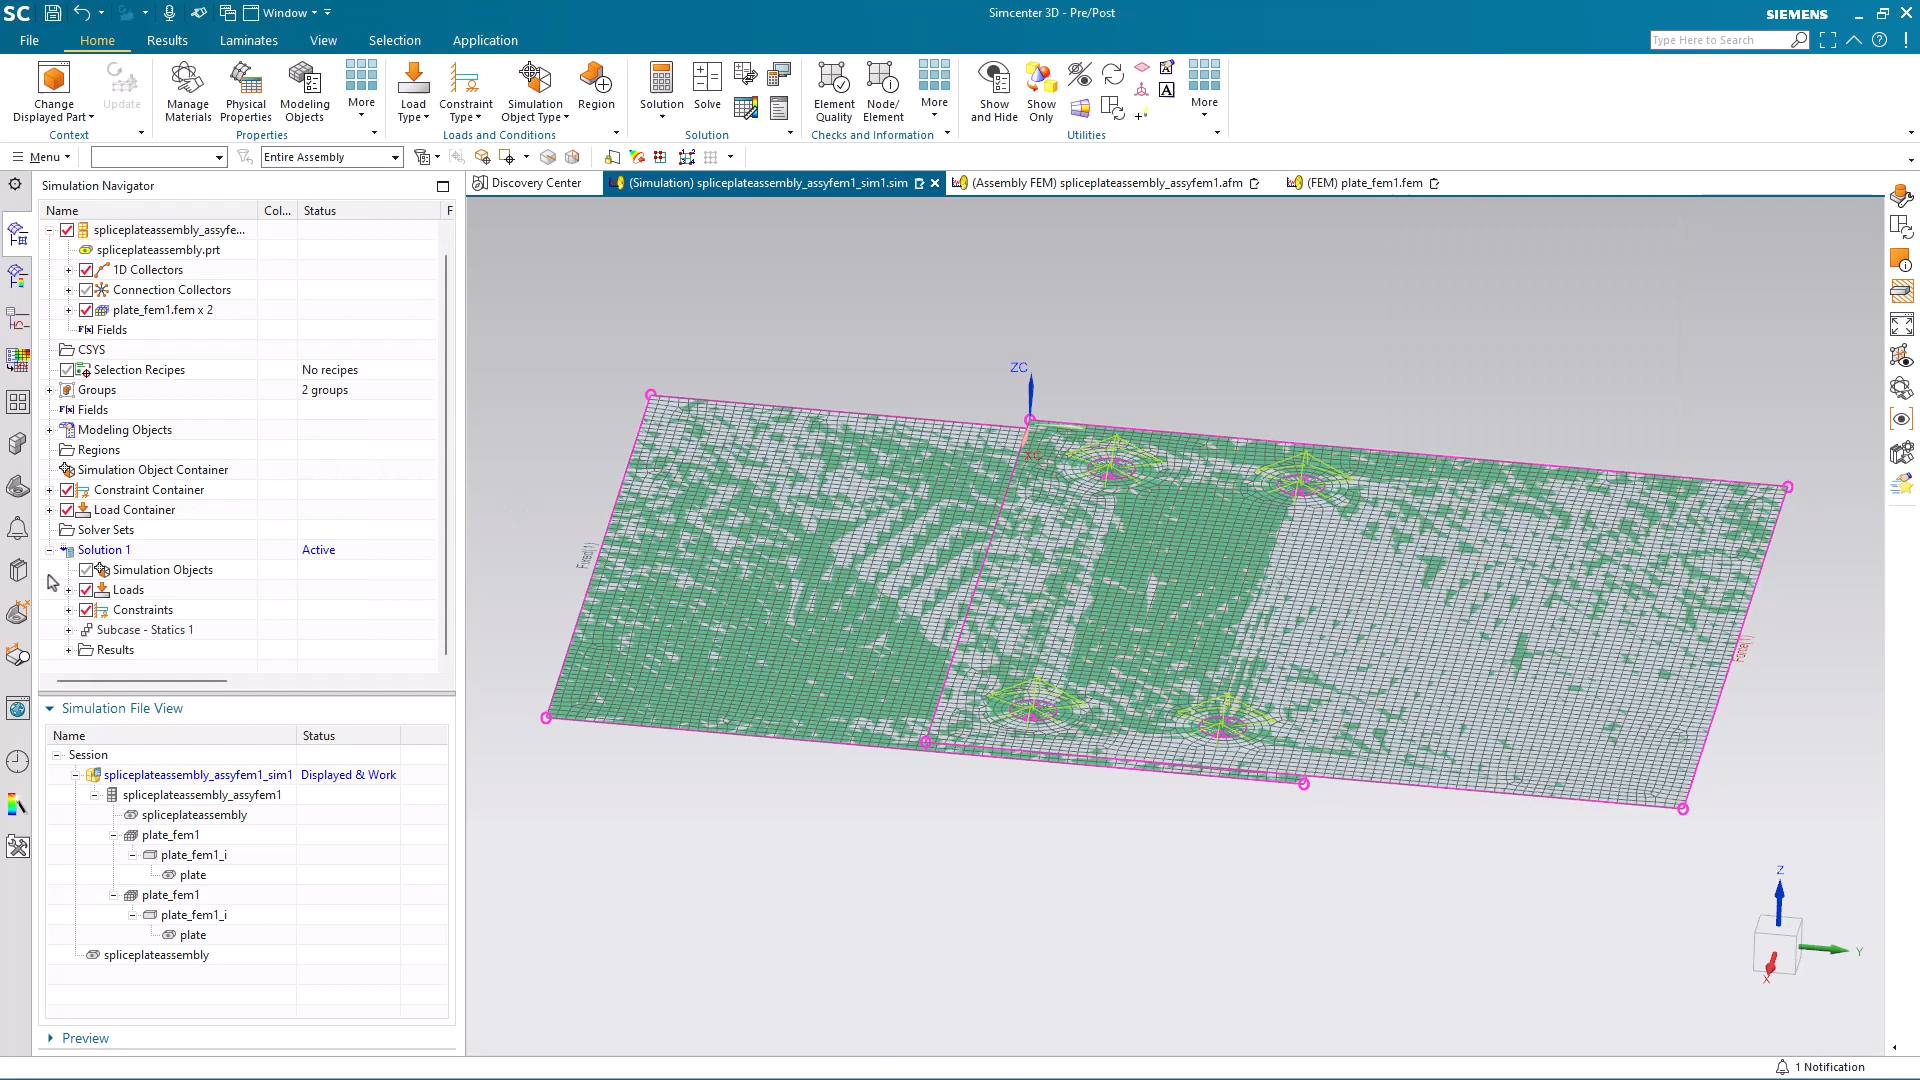 SC
Window
Simcenter 3D - Pre/Post
SIEMENS
File
Home
Results
Laminates
View
Selection
Application
Type Here to Search
Change
Displayed Part
Update
Manage
Materials
Physical
Properties
Modeling
Objects
More
Load
Type
Constraint
Type
Simulation
Object Type
Region
Solution
Solve
Element
Quality
Node/
Element
More
Show
and Hide
Show
Only
More
Context
Properties
Loads and Conditions
Solution
Checks and Information
Utilities
Menu
Entire Assembly
Simulation Navigator
Discovery Center
(Simulation) spliceplateassembly_assyfem1_sim1.sim
(Assembly FEM) spliceplateassembly_assyfem1.afm
(FEM) plate_fem1.fem
Name
Col...
Status
F
spliceplateassembly_assyfe...
spliceplateassembly.prt
1D Collectors
Connection Collectors
plate_fem1.fem x 2
Fields
CSYS
Selection Recipes
No recipes
Groups
2 groups
Fields
Modeling Objects
Regions
Simulation Object Container
Constraint Container
Load Container
Solver Sets
Solution 1
Active
Simulation Objects
Loads
Constraints
Subcase - Statics 1
Results
Simulation File View
Name
Status
Session
spliceplateassembly_assyfem1_sim1
Displayed & Work
spliceplateassembly_assyfem1
spliceplateassembly
plate_fem1
plate_fem1_i
plate
plate_fem1
plate_fem1_i
plate
spliceplateassembly
Preview
ZC
XC
Fixed(1)
Force(1)
Z
Y
X
1 Notification